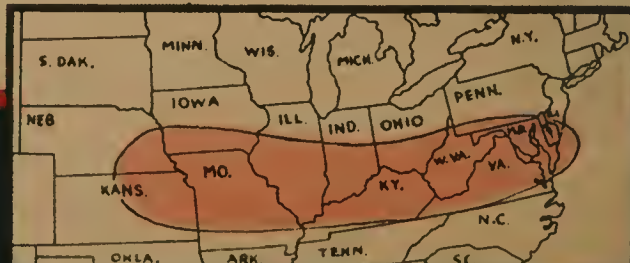 MINN.
WIS.
MICH.
N.Y.
S. DAK.
IOWA
PENN.
NEB
ILL.
IND.
OHIO
MD.
W. VA.
VA.
MO.
KANS.
KY.
N.C.
OKLA.
ARK.
TENN.
SC.